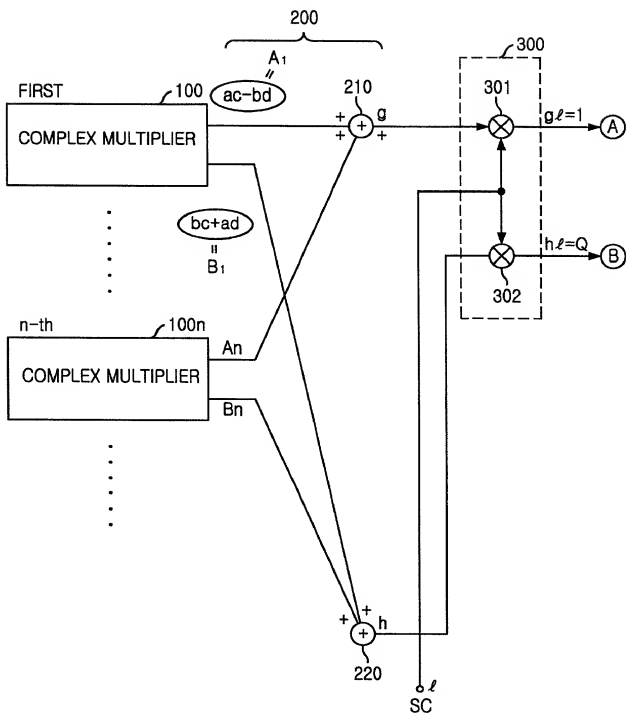 200
300
A1
=
FIRST
100
ac-bd
210
301
COMPLEX MULTIPLIER
+
+
+
g
+
gℓ=1
A
bc+ad
=
B1
hℓ=Q
B
302
n-th
100n
An
COMPLEX MULTIPLIER
Bn
+
+
+
h
220
ℓ
SC